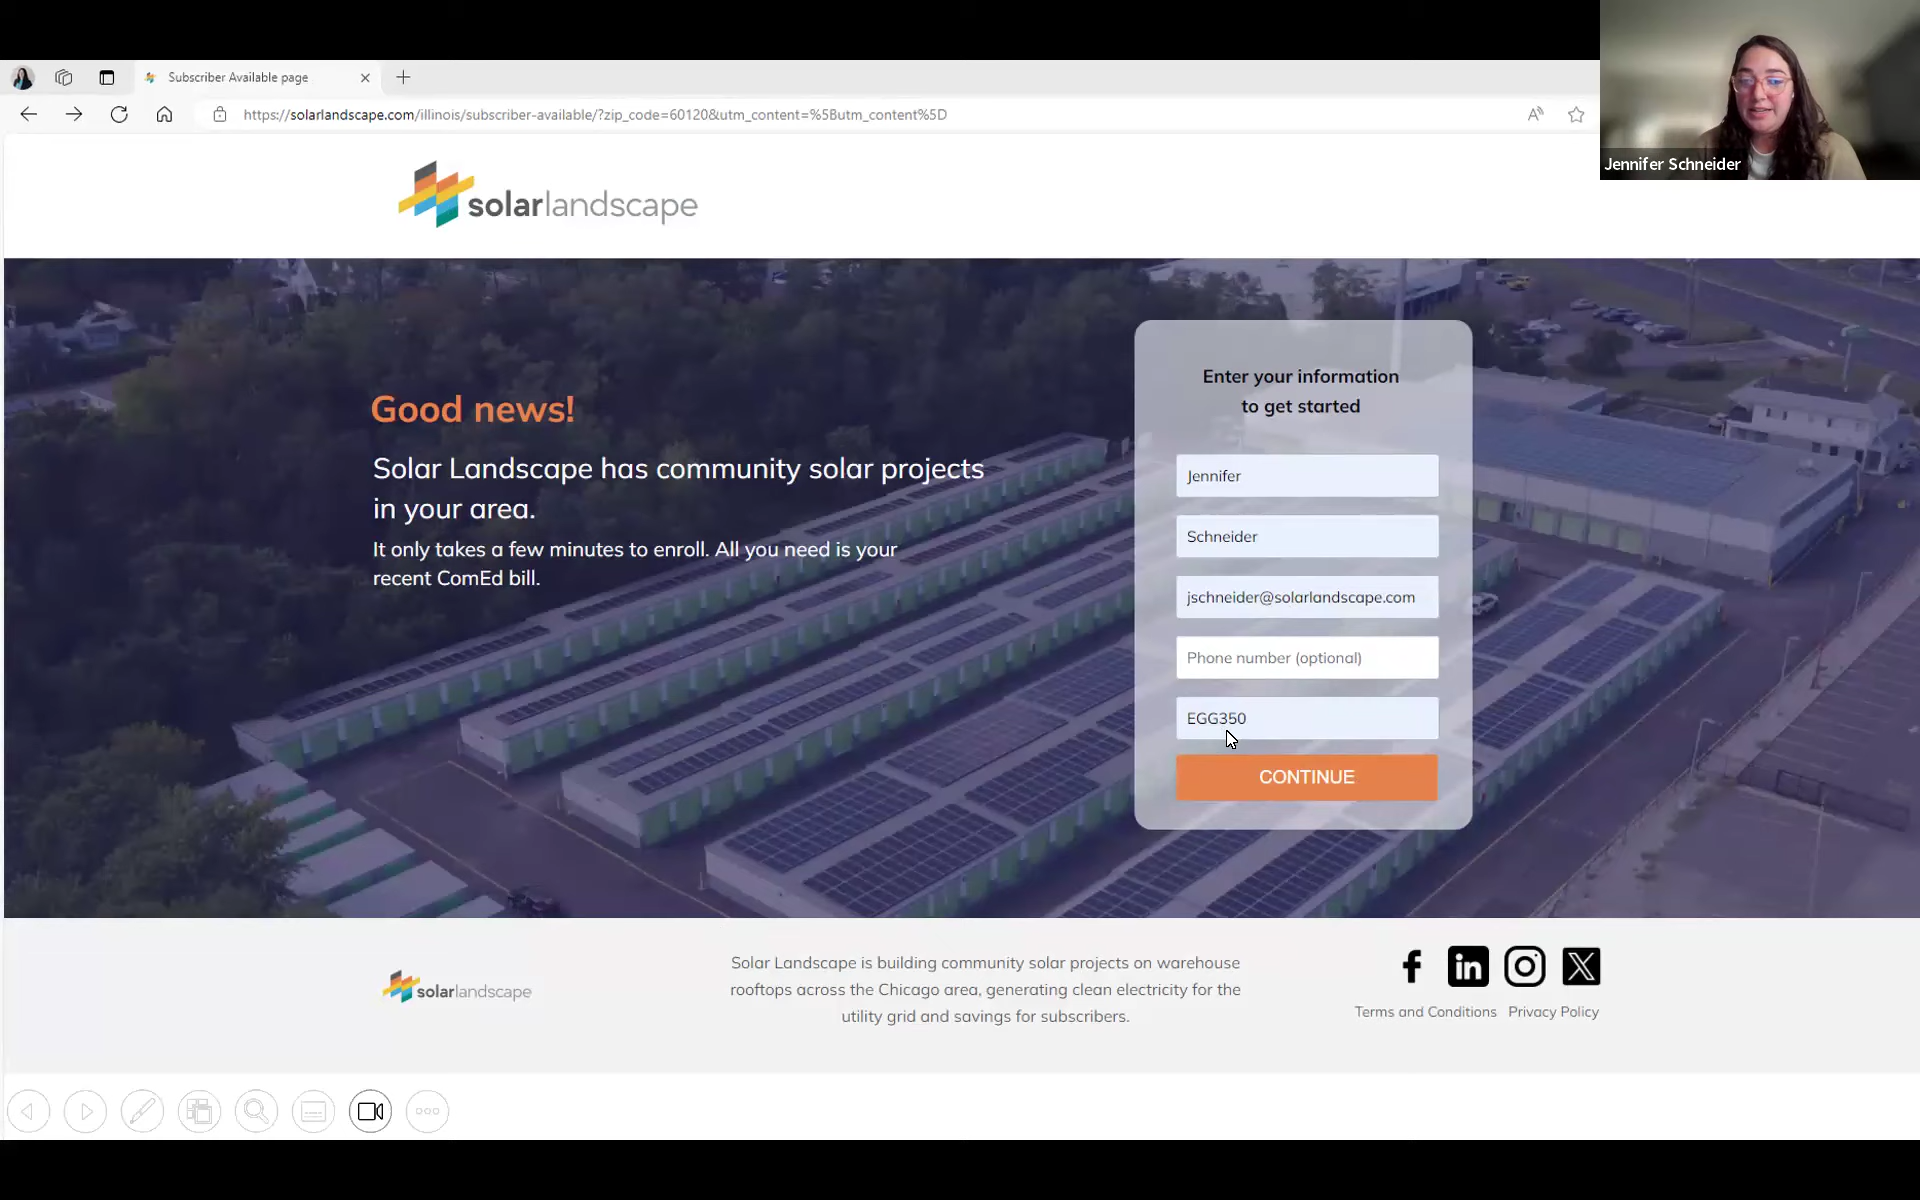 Subscriber Available page
https://solarlandscape.com/illinois/subscriber-available/?zip_code=60120&utm_content=%5Butm_content%5D
Jennifer Schneider
solarlandscape
Good news!
Solar Landscape has community solar projects
in your area.
It only takes a few minutes to enroll. All you need is your
recent ComEd bill.
Enter your information
to get started
Jennifer
Schneider
jschneider@solarlandscape.com
Phone number (optional)
EGG350
CONTINUE
solarlandscape
Solar Landscape is building community solar projects on warehouse
rooftops across the Chicago area, generating clean electricity for the
utility grid and savings for subscribers.
Terms and Conditions Privacy Policy